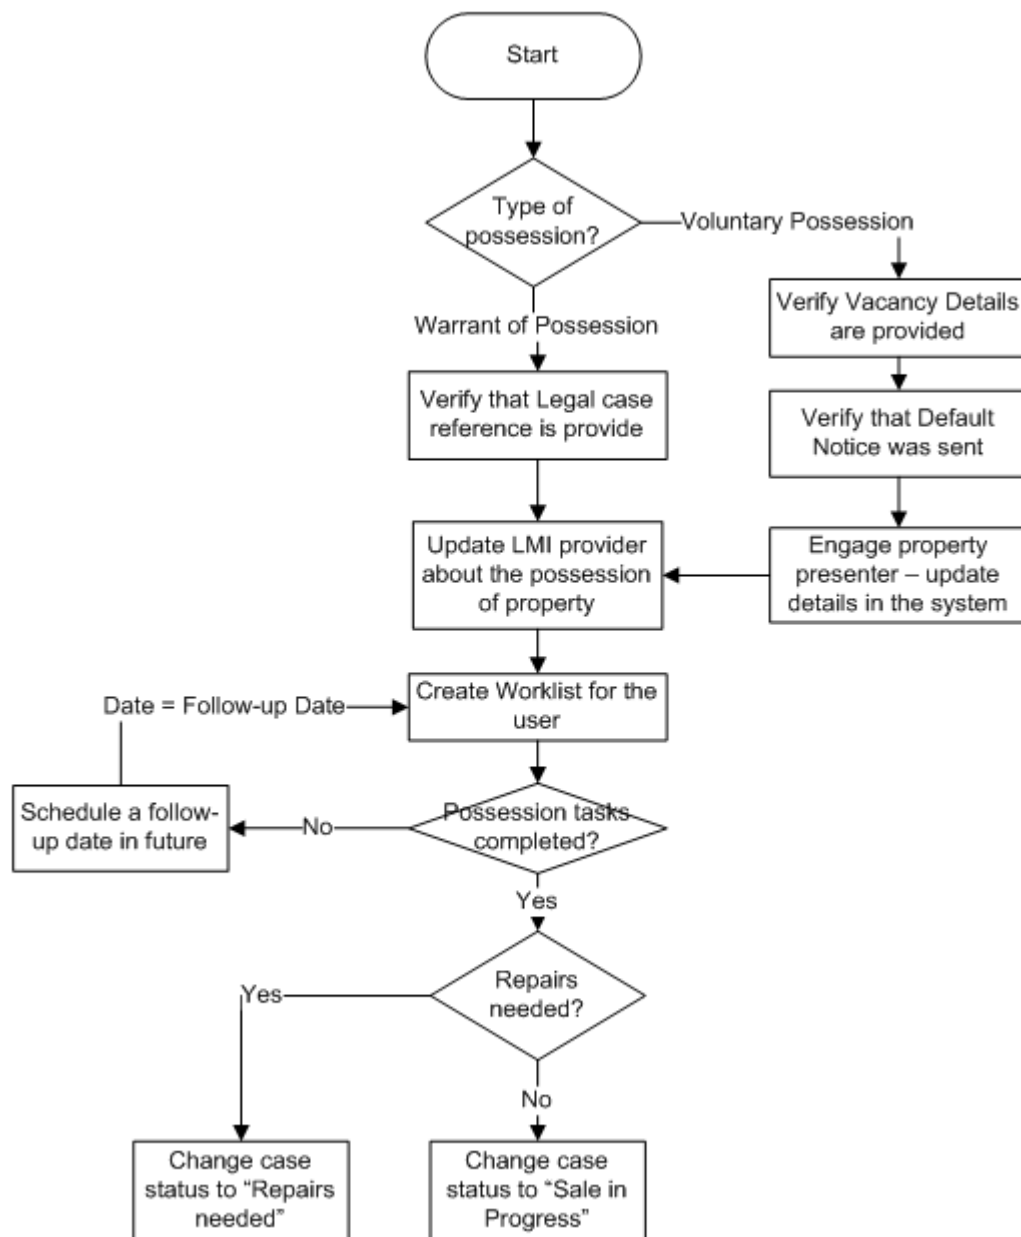 Start
Type of
possession?
Voluntary Possession
Verify Vacancy Details
are provided
Warrant of Possession
Verify that Legal case
reference is provide
Verify that Default
Notice was sent
Update LMI provider
about the possession
of property
Engage property
presenter – update
details in the system
Create Worklist for the
user
Date = Follow-up Date
Schedule a follow-
up date in future
No
Possession tasks
completed?
Yes
Repairs
needed?
Yes
No
Change case
status to “Repairs
needed”
Change case
status to “Sale in
Progress”